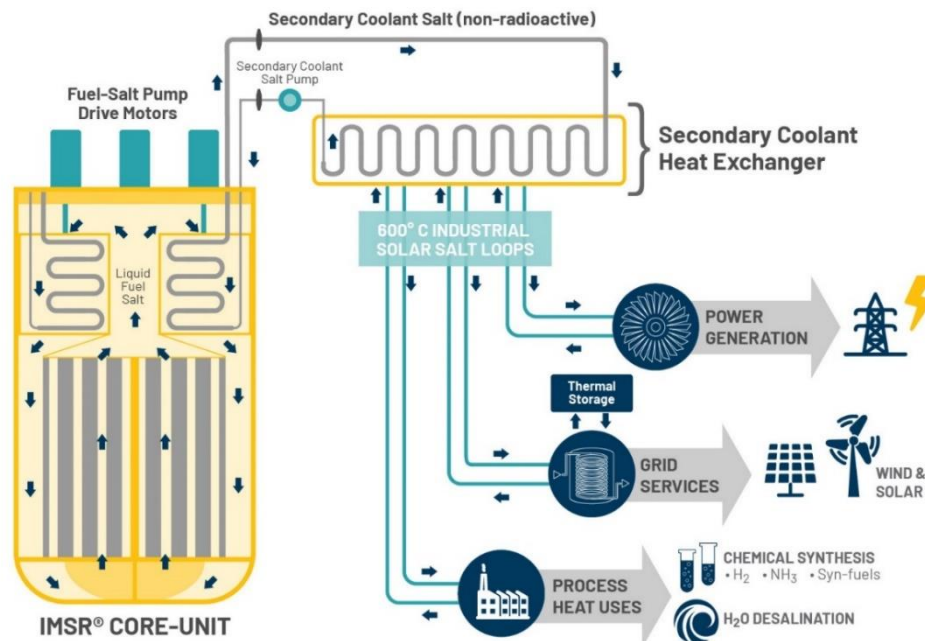 Secondary Coolant Salt (non-radioactive)
Secondary Coolant
Salt Pump
Fuel-Salt Pump
Drive Motors
Secondary Coolant
Heat Exchanger
600° C INDUSTRIAL
SOLAR SALT LOOPS
Liquid
Fuel
Salt
POWER
GENERATION
Thermal
Storage
GRID
SERVICES
WIND &
SOLAR
PROCESS
HEAT USES
CHEMICAL SYNTHESIS
• H₂ • NH₃ • Syn-fuels
H₂O DESALINATION
IMSR® CORE-UNIT